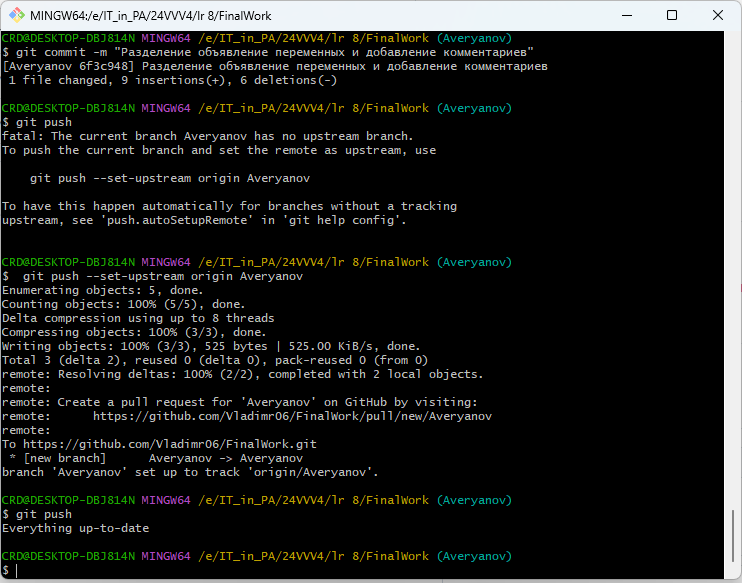 MINGW64:/e/IT_in_PA/24VVV4/lr 8/FinalWork
CRD@DESKTOP-DBJ814N MINGW64 /e/IT_in_PA/24VVV4/lr 8/FinalWork (Averyanov)
$ git commit -m "Разделение объявление переменных и добавление комментариев"
[Averyanov 6f3c948] Разделение объявление переменных и добавление комментариев
 1 file changed, 9 insertions(+), 6 deletions(-)
CRD@DESKTOP-DBJ814N MINGW64 /e/IT_in_PA/24VVV4/lr 8/FinalWork (Averyanov)
$ git push
fatal: The current branch Averyanov has no upstream branch.
To push the current branch and set the remote as upstream, use
    git push --set-upstream origin Averyanov
To have this happen automatically for branches without a tracking
upstream, see 'push.autoSetupRemote' in 'git help config'.
CRD@DESKTOP-DBJ814N MINGW64 /e/IT_in_PA/24VVV4/lr 8/FinalWork (Averyanov)
$  git push --set-upstream origin Averyanov
Enumerating objects: 5, done.
Counting objects: 100% (5/5), done.
Delta compression using up to 8 threads
Compressing objects: 100% (3/3), done.
Writing objects: 100% (3/3), 525 bytes | 525.00 KiB/s, done.
Total 3 (delta 2), reused 0 (delta 0), pack-reused 0 (from 0)
remote: Resolving deltas: 100% (2/2), completed with 2 local objects.
remote:
remote: Create a pull request for 'Averyanov' on GitHub by visiting:
remote:      https://github.com/Vladimr06/FinalWork/pull/new/Averyanov
remote:
To https://github.com/Vladimr06/FinalWork.git
 * [new branch]      Averyanov -> Averyanov
branch 'Averyanov' set up to track 'origin/Averyanov'.
CRD@DESKTOP-DBJ814N MINGW64 /e/IT_in_PA/24VVV4/lr 8/FinalWork (Averyanov)
$ git push
Everything up-to-date
CRD@DESKTOP-DBJ814N MINGW64 /e/IT_in_PA/24VVV4/lr 8/FinalWork (Averyanov)
$